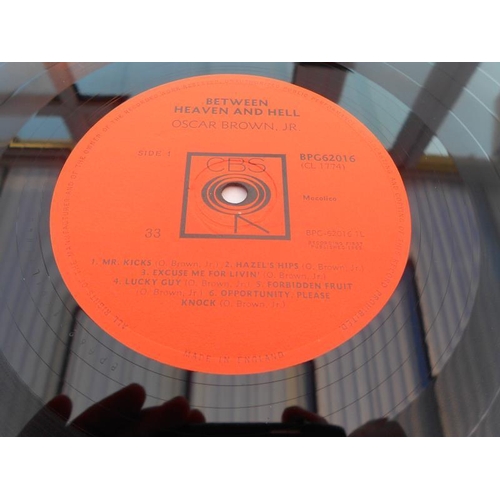 BETWEEN
HEAVEN AND HELL
OSCAR BROWN, JR
SIDE 1
CBS
BPG62016
(CL 1774)
33
1. MR. KICKS (O. Brown, Jr.) 2. HAZEL'S HIPS (O. Brown, Jr.)
3. EXCUSE ME FOR LIVIN' (O. Brown, Jr.)
4. LUCKY GUY (O. Brown, Jr.) 5. FORBIDDEN FRUIT
(O. Brown, Jr.) 6. OPPORTUNITY, PLEASE
KNOCK (O. Brown, Jr.)
MADE IN ENGLAND